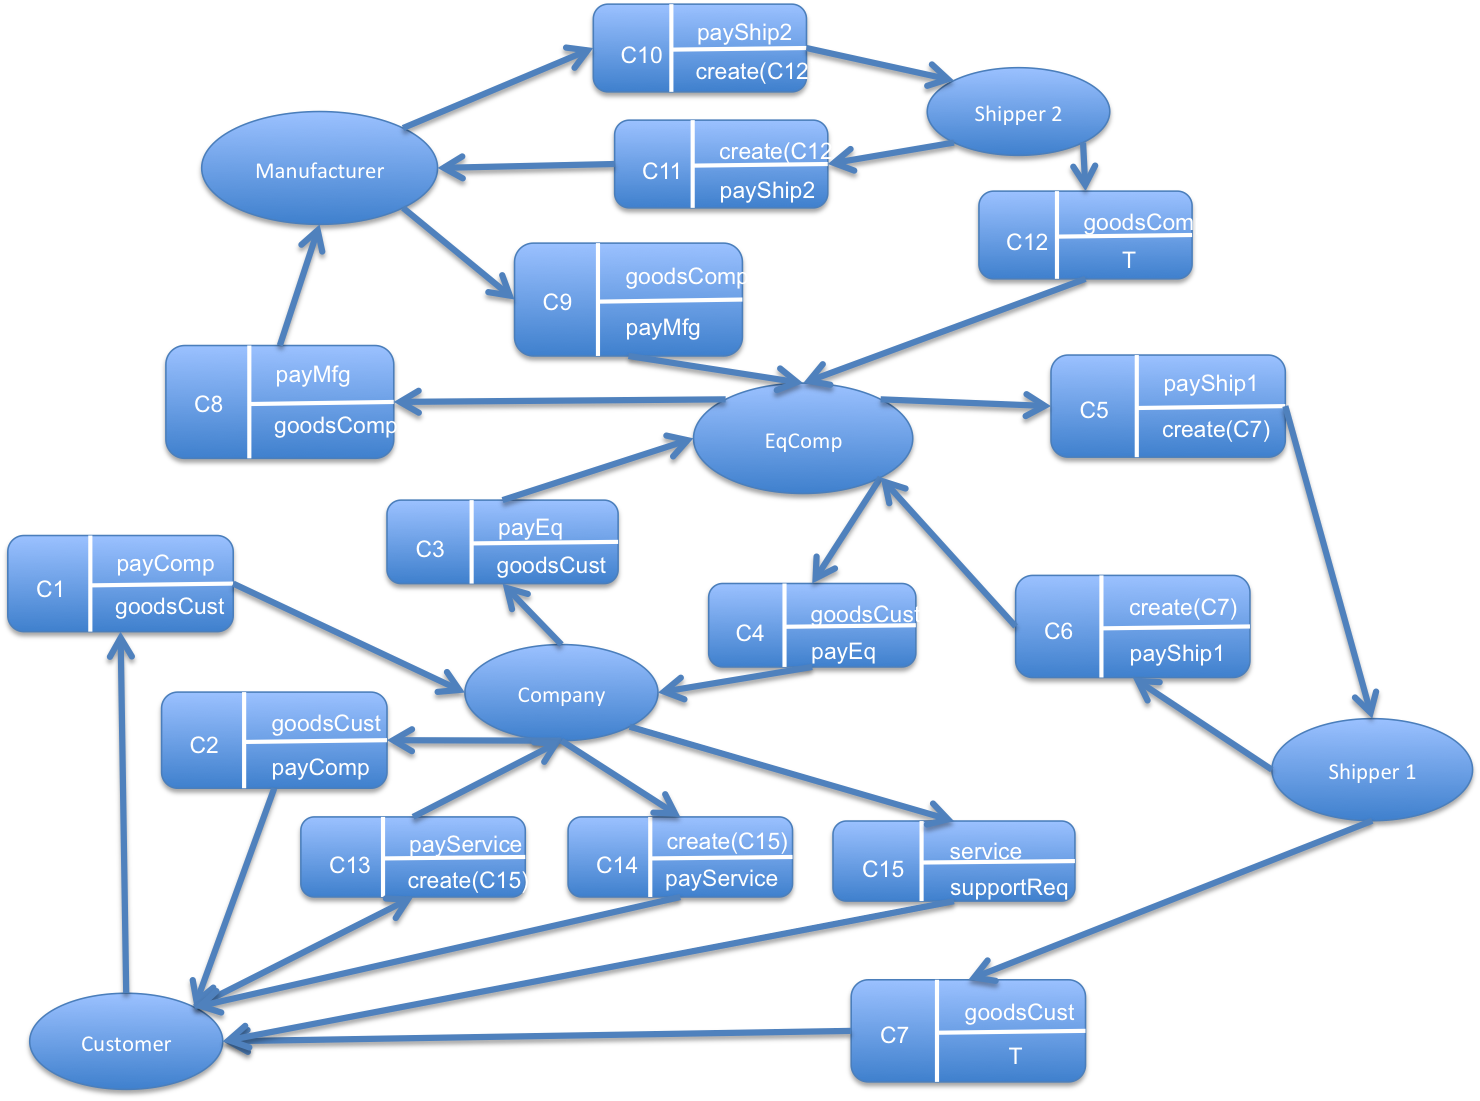 C10
payShip2
create(C12
Shipper 2
Manufacturer
C11
create(C12
payShip2
C12
goodsCom
T
C9
goodsComp
payMfg
C8
payMfg
goodsComp
EqComp
C5
payShip1
create(C7)
C3
payEq
goodsCust
C1
payComp
goodsCust
C4
goodsCust
payEq
C6
create(C7)
payShip1
Company
C2
goodsCust
payComp
Shipper 1
C13
payService
create(C15)
C14
create(C15)
payService
C15
service
supportReq
Customer
C7
goodsCust
T